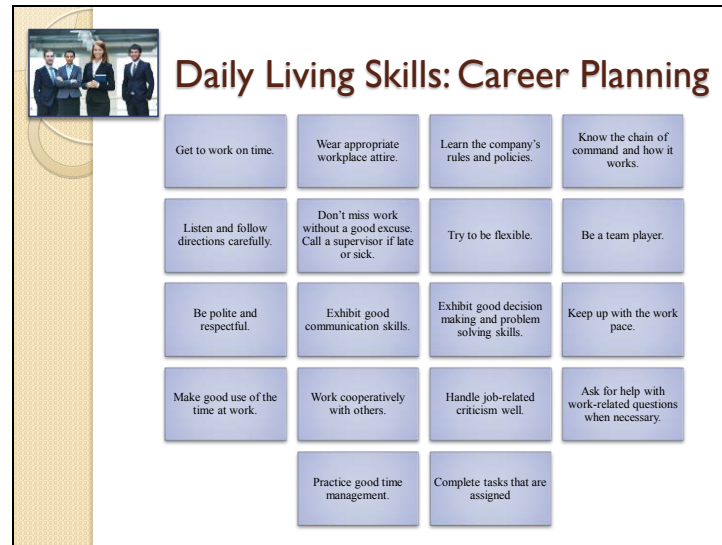 Daily Living Skills: Career Planning
Get to work on time.
Wear appropriate
workplace attire.
Learn the company's
rules and policies.
Know the chain of
command and how it
works.
Listen and follow
directions carefully.
Don't miss work
without a good excuse.
Call a supervisor if late
or sick.
Try to be flexible.
Be a team player.
Be polite and
respectful.
Exhibit good
communication skills.
Exhibit good decision
making and problem
solving skills.
Keep up with the work
pace.
Make good use of the
time at work.
Work cooperatively
with others.
Handle job-related
criticism well.
Ask for help with
work-related questions
when necessary.
Practice good time
management.
Complete tasks that are
assigned